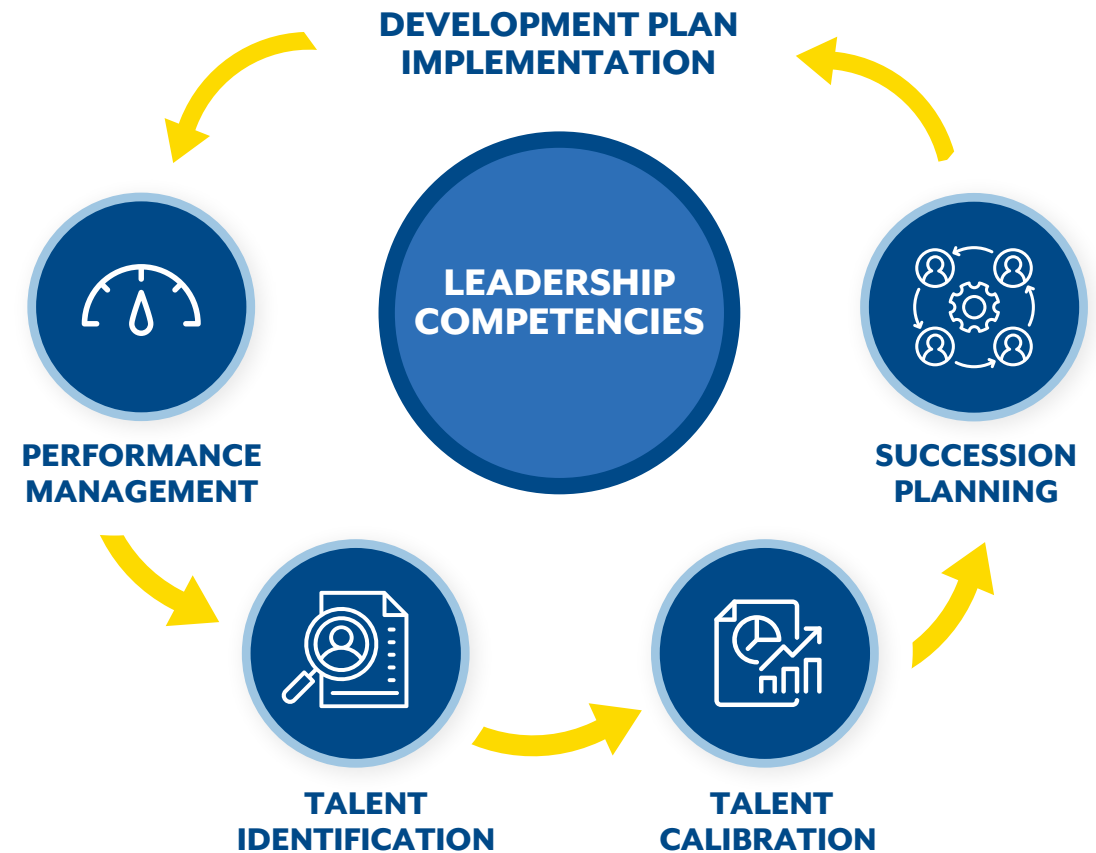 DEVELOPMENT PLAN
IMPLEMENTATION
LEADERSHIP
COMPETENCIES
PERFORMANCE
MANAGEMENT
SUCCESSION
PLANNING
TALENT
IDENTIFICATION
TALENT
CALIBRATION